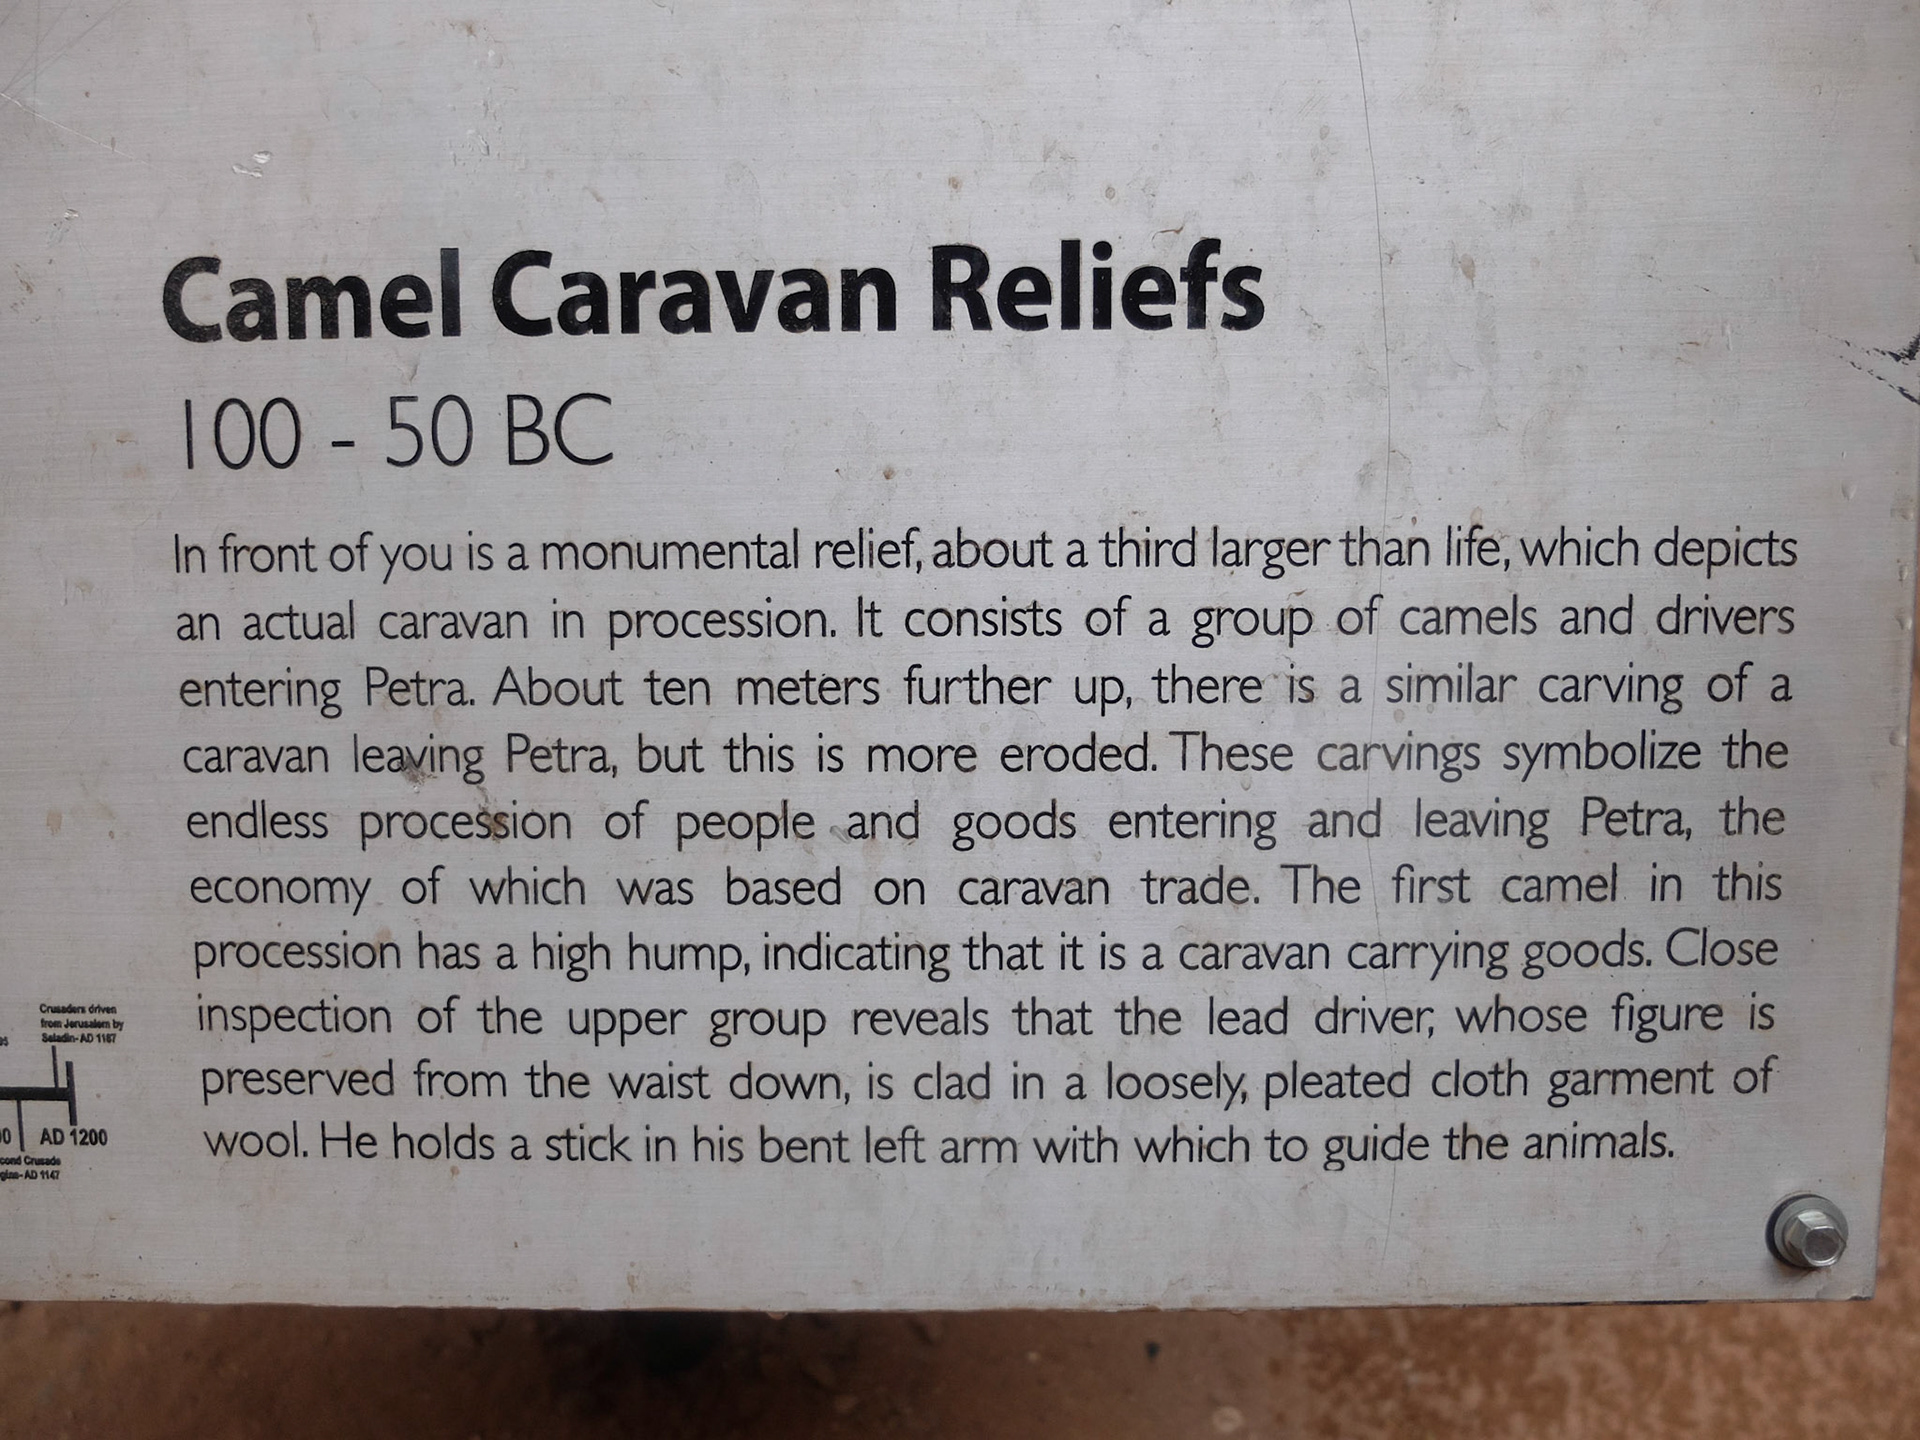 Camel Caravan Reliefs
100 - 50 BC
In front of you is a monumental relief, about a third larger than life, which depicts
an actual caravan in procession. It consists of a group of camels and drivers
entering Petra. About ten meters further up, there is a similar carving of a
caravan leaving Petra, but this is more eroded. These carvings symbolize the
endless procession of people and goods entering and leaving Petra, the
economy of which was based on caravan trade. The first camel in this
procession has a high hump, indicating that it is a caravan carrying goods. Close
inspection of the upper group reveals that the lead driver, whose figure is
preserved from the waist down, is clad in a loosely, pleated cloth garment of
wool. He holds a stick in his bent left arm with which to guide the animals.
Crusaders driven
from Jerusalem by
Saladin-AD 1187
AD 1200
Crusade
AD 1147